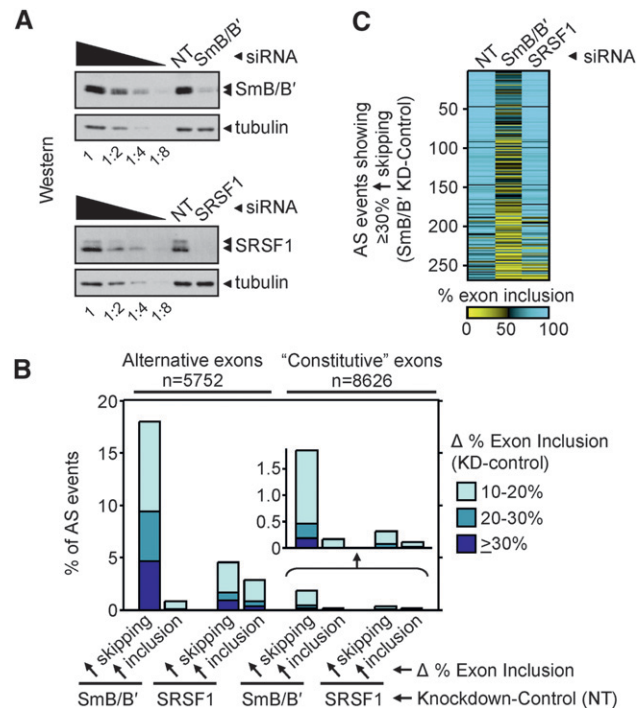 A
NT SmB/B′ ◄ siRNA
SmB/B′
tubulin
1 1:2 1:4 1:8
Western
NT SRSF1 ◄ siRNA
SRSF1
tubulin
1 1:2 1:4 1:8
C
NT SmB/B′ SRSF1 ◄ siRNA
AS events showing
≥30% ↑ skipping
(SmB/B′ KD-Control)
50
100
150
200
250
% exon inclusion
0 50 100
B
Alternative exons
n=5752
"Constitutive" exons
n=8626
% of AS events
20
15
10
5
0
1.5
1.0
0.5
0
Δ % Exon Inclusion
(KD-control)
10-20%
20-30%
≥30%
skipping inclusion skipping inclusion skipping inclusion skipping inclusion
← Δ % Exon Inclusion
SmB/B′ SRSF1 SmB/B′ SRSF1 ← Knockdown-Control (NT)